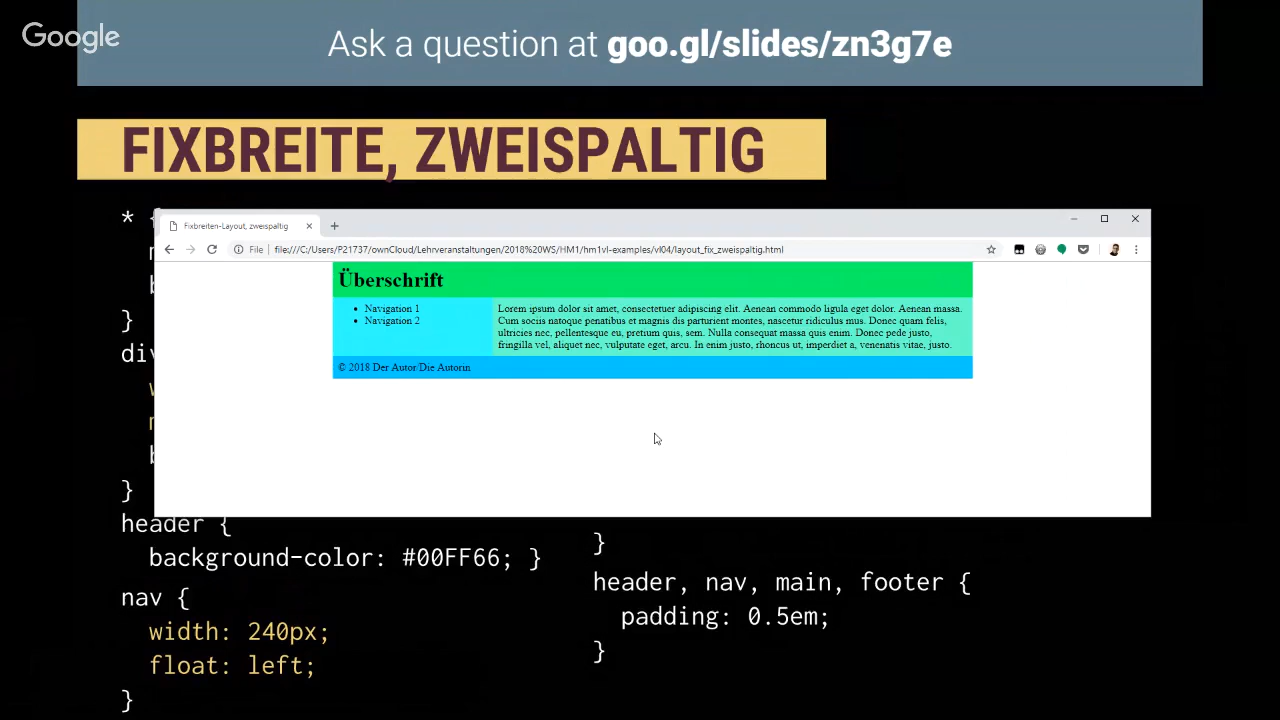 Google
Ask a question at goo.gl/slides/zn3g7e
FIXBREITE, ZWEISPALTIG
* {
Fixbreiten-Layout, zweispaltig
File file:///C:/Users/P21737/ownCloud/Lehrveranstaltungen/2018%20WS/HM1/hm1vl-examples/vl04/layout_fix_zweispaltig.html
Überschrift
• Navigation 1
• Navigation 2
Lorem ipsum dolor sit amet, consectetuer adipiscing elit. Aenean commodo ligula eget dolor. Aenean massa.
Cum sociis natoque penatibus et magnis dis parturient montes, nascetur ridiculus mus. Donec quam felis,
ultricies nec, pellentesque eu, pretium quis, sem. Nulla consequat massa quis enim. Donec pede justo,
fringilla vel, aliquet nec, vulputate eget, arcu. In enim justo, rhoncus ut, imperdiet a, venenatis vitae, justo.
© 2018 Der Autor/Die Autorin
}
div
}
header {
background-color: #00FF66; }
nav {
width: 240px;
float: left;
}
}
header, nav, main, footer {
padding: 0.5em;
}